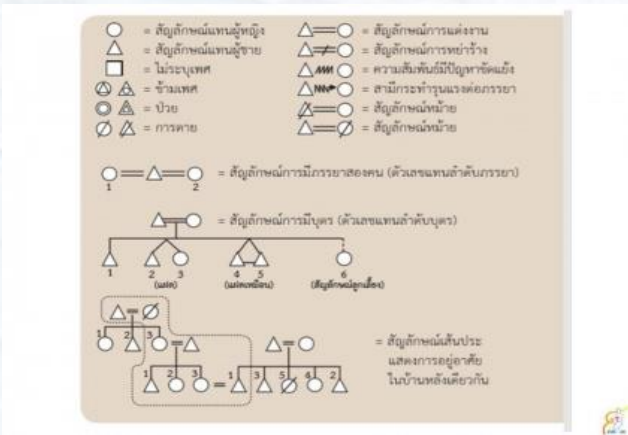 = สัญลักษณ์แทนผู้หญิง
= สัญลักษณ์แทนผู้ชาย
= ไม่ระบุเพศ
= ข้ามเพศ
= ป่วย
= การตาย
= สัญลักษณ์การแต่งงาน
= สัญลักษณ์การหย่าร้าง
= ความสัมพันธ์มีปัญหาขัดแย้ง
= สามีกระทำรุนแรงต่อภรรยา
= สัญลักษณ์หม้าย
= สัญลักษณ์หม้าย
= สัญลักษณ์การมีภรรยาสองคน (ตัวเลขแทนลำดับภรรยา)
1 2
= สัญลักษณ์การมีบุตร (ตัวเลขแทนลำดับบุตร)
1 2 3 4 5 6
(แฝด) (แฝดเหมือน) (สัญลักษณ์ลูกเลี้ยง)
1 2 3
1 2 3 = 1 3 5 4 2
= สัญลักษณ์เส้นประ
แสดงการอยู่อาศัย
ในบ้านหลังเดียวกัน